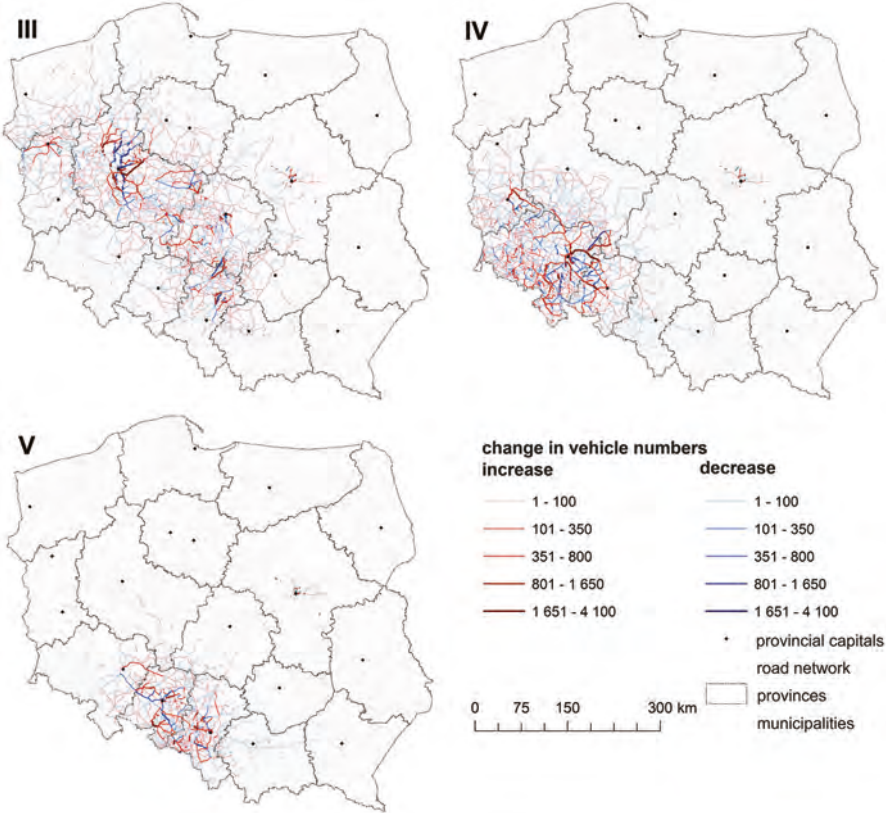 III
IV
V
change in vehicle numbers
increase decrease
1 - 100 1 - 100
101 - 350 101 - 350
351 - 800 351 - 800
801 - 1 650 801 - 1 650
1 651 - 4 100 1 651 - 4 100
provincial capitals
road network
provinces
municipalities
0 75 150 300 km